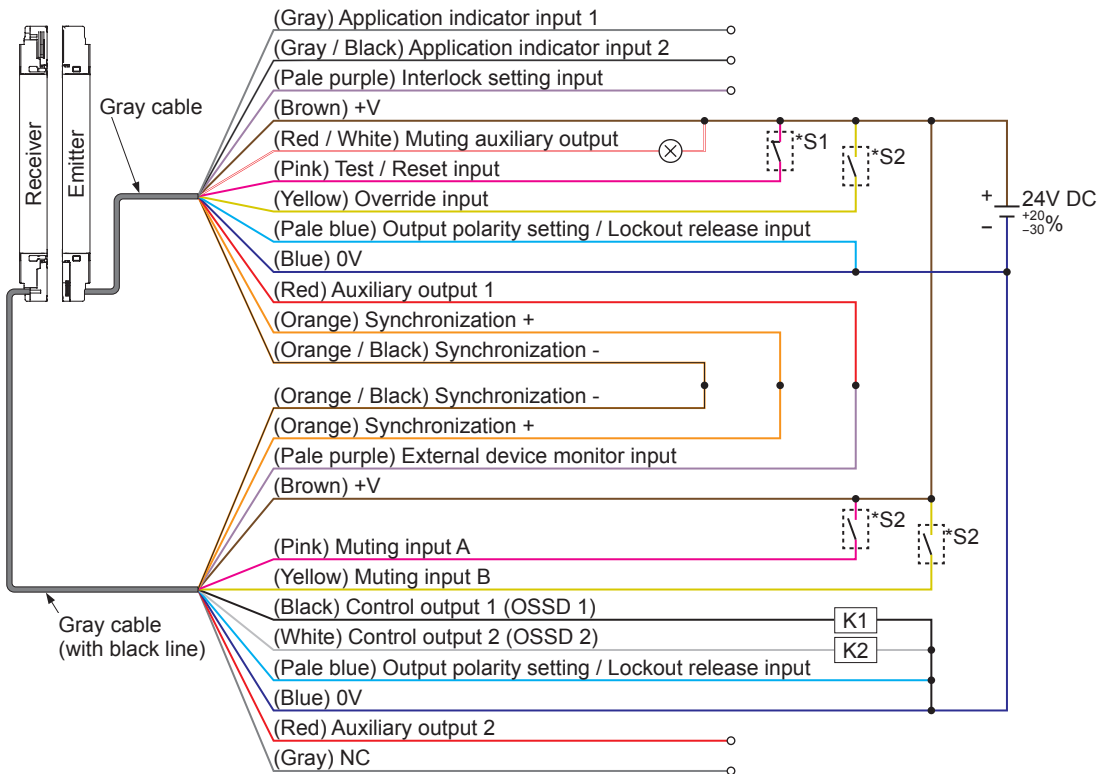 (Gray) Application indicator input 1
(Gray / Black) Application indicator input 2
(Pale purple) Interlock setting input
Gray cable
(Brown) +V
(Red / White) Muting auxiliary output
*S1
*S2
(Pink) Test / Reset input
(Yellow) Override input
Receiver
Emitter
+
24V DC
+20
−30 %
−
(Pale blue) Output polarity setting / Lockout release input
(Blue) 0V
(Red) Auxiliary output 1
(Orange) Synchronization +
(Orange / Black) Synchronization -
(Orange / Black) Synchronization -
(Orange) Synchronization +
(Pale purple) External device monitor input
(Brown) +V
*S2
*S2
(Pink) Muting input A
(Yellow) Muting input B
(Black) Control output 1 (OSSD 1)
K1
Gray cable
(with black line)
(White) Control output 2 (OSSD 2)
K2
(Pale blue) Output polarity setting / Lockout release input
(Blue) 0V
(Red) Auxiliary output 2
(Gray) NC